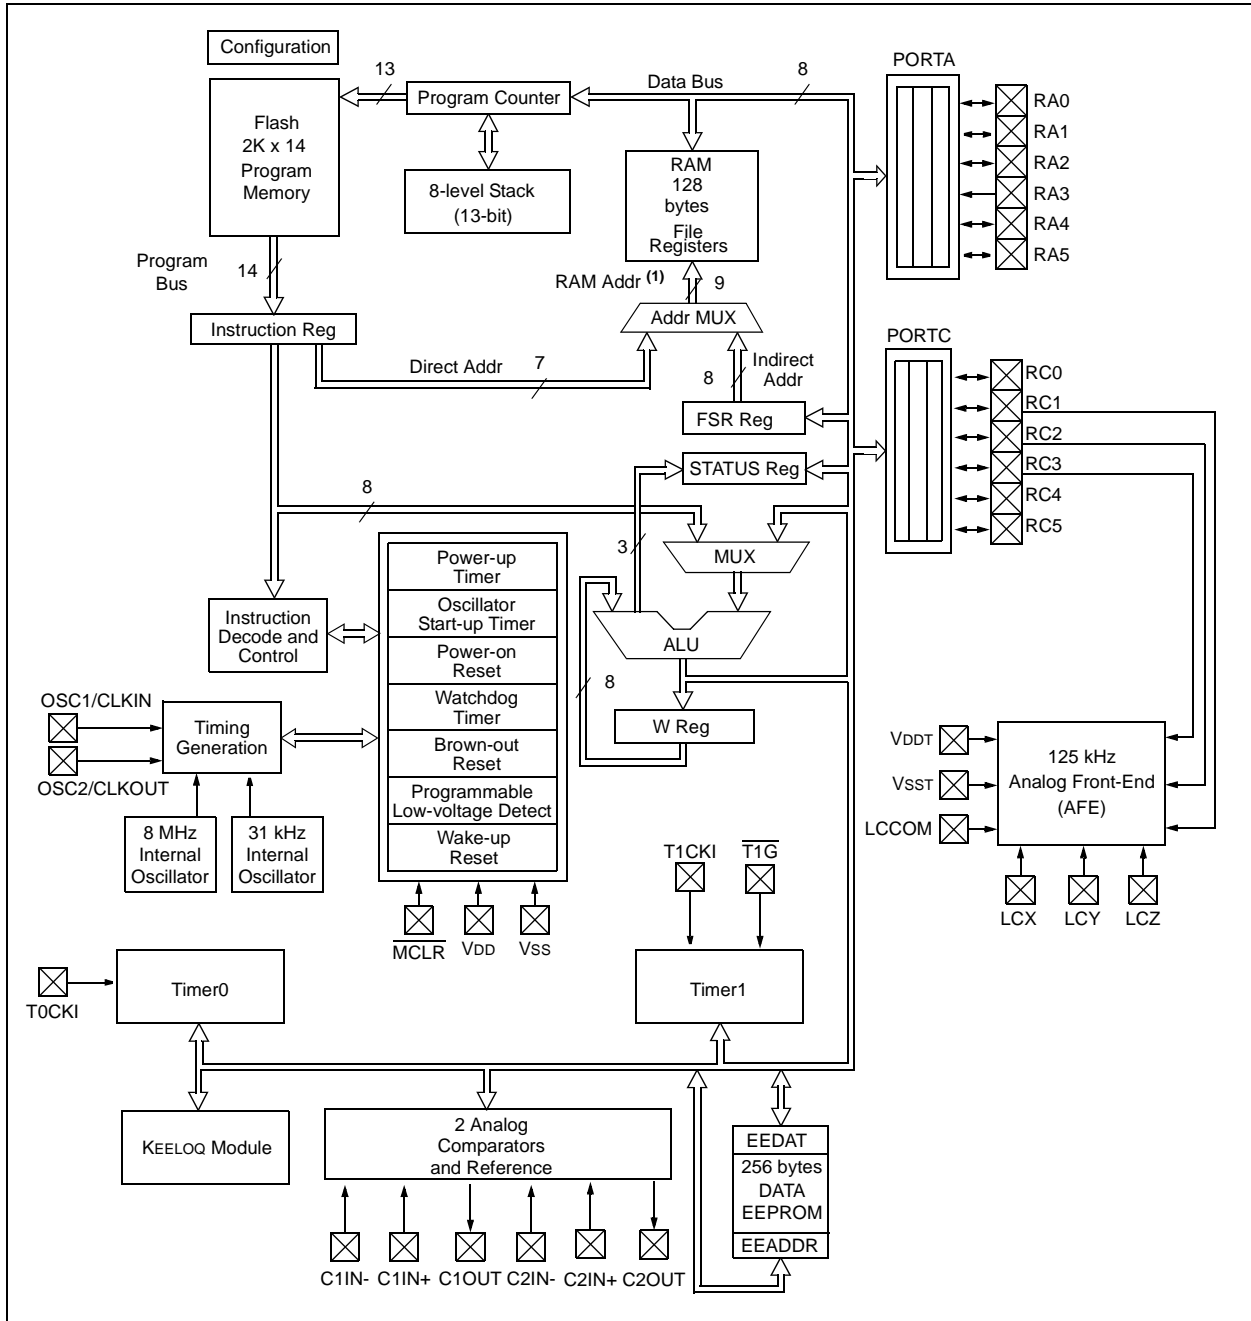 Configuration
13
Data Bus
8
PORTA
Program Counter
Flash
2K x 14
Program
Memory
8-level Stack
(13-bit)
RAM
128
bytes
File
Registers
RA0
RA1
RA2
RA3
RA4
RA5
Program
Bus
14
RAM Addr (1)
9
Addr MUX
Instruction Reg
Direct Addr
7
8
Indirect
Addr
FSR Reg
STATUS Reg
PORTC
RC0
RC1
RC2
RC3
RC4
RC5
8
3
MUX
Power-up
Timer
Oscillator
Start-up Timer
Power-on
Reset
Watchdog
Timer
Brown-out
Reset
Programmable
Low-voltage Detect
Wake-up
Reset
Instruction
Decode and
Control
ALU
8
W Reg
OSC1/CLKIN
OSC2/CLKOUT
Timing
Generation
8 MHz
Internal
Oscillator
31 kHz
Internal
Oscillator
MCLR
VDD
VSS
T1CKI
T1G
VDDT
VSST
LCCOM
125 kHz
Analog Front-End
(AFE)
LCX
LCY
LCZ
T0CKI
Timer0
Timer1
KEELOQ Module
2 Analog
Comparators
and Reference
EEDAT
256 bytes
DATA
EEPROM
EEADDR
C1IN-
C1IN+
C1OUT
C2IN-
C2IN+
C2OUT